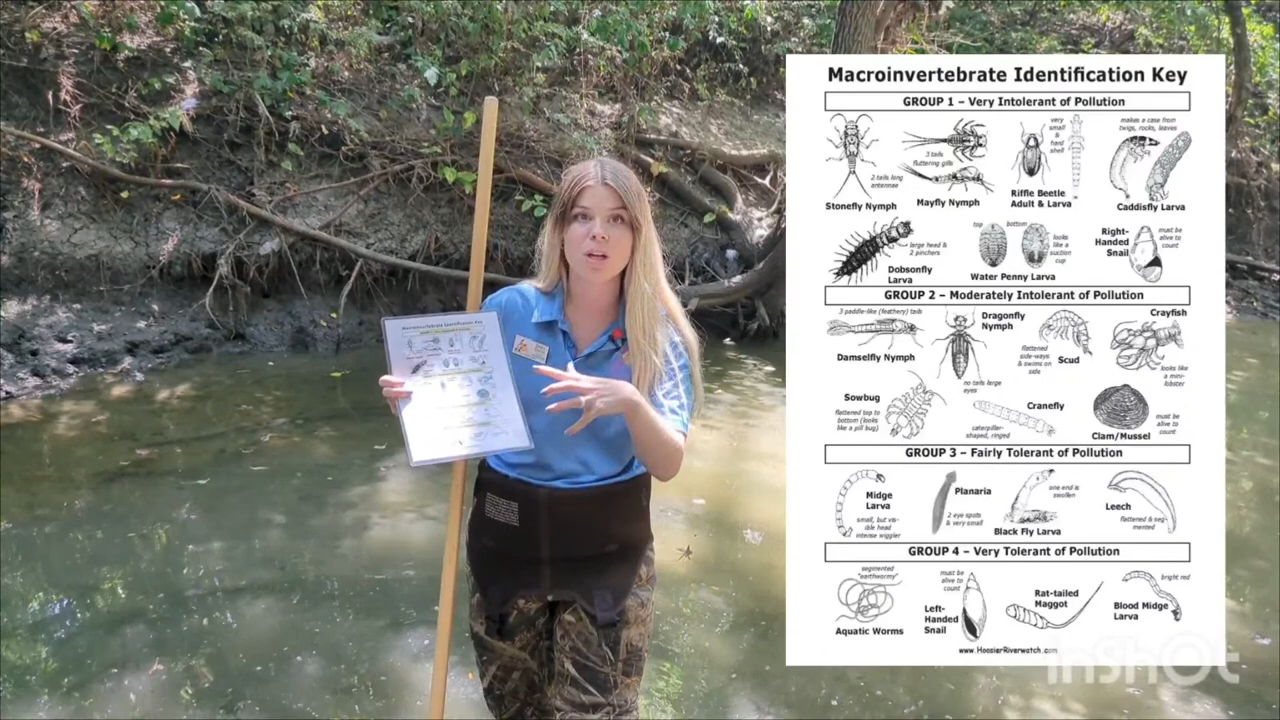 Macroinvertebrate Identification Key
GROUP 1 – Very Intolerant of Pollution
2 tails long
antennae
Stonefly Nymph
3 tails
fluttering gills
Mayfly Nymph
very
small
&
hard
shell
Riffle Beetle
Adult & Larva
makes a case from
twigs, rocks, leaves
Caddisfly Larva
large head &
2 pinchers
Dobsonfly
Larva
top
bottom
looks
like a
suction
cup
Water Penny Larva
Right-
Handed
Snail
must be
alive to
count
GROUP 2 – Moderately Intolerant of Pollution
3 paddle-like (feathery) tails
Damselfly Nymph
Dragonfly
Nymph
no tails large
eyes
flattened
side-ways
& swims on
side
Scud
Crayfish
looks like
a mini-
lobster
Sowbug
flattened top to
bottom (looks
like a pill bug)
Cranefly
caterpillar-
shaped, ringed
Clam/Mussel
must be
alive to
count
GROUP 3 – Fairly Tolerant of Pollution
Midge
Larva
small, but vis-
ible head
intense wiggler
Planaria
2 eye spots
& very small
one end is
swollen
Black Fly Larva
Leech
flattened & seg-
mented
GROUP 4 – Very Tolerant of Pollution
segmented
"earthwormy"
Aquatic Worms
must be
alive to
count
Left-
Handed
Snail
Rat-tailed
Maggot
bright red
Blood Midge
Larva
www.HoosierRiverwatch.com
InShOt
Macroinvertebrate Identification Key